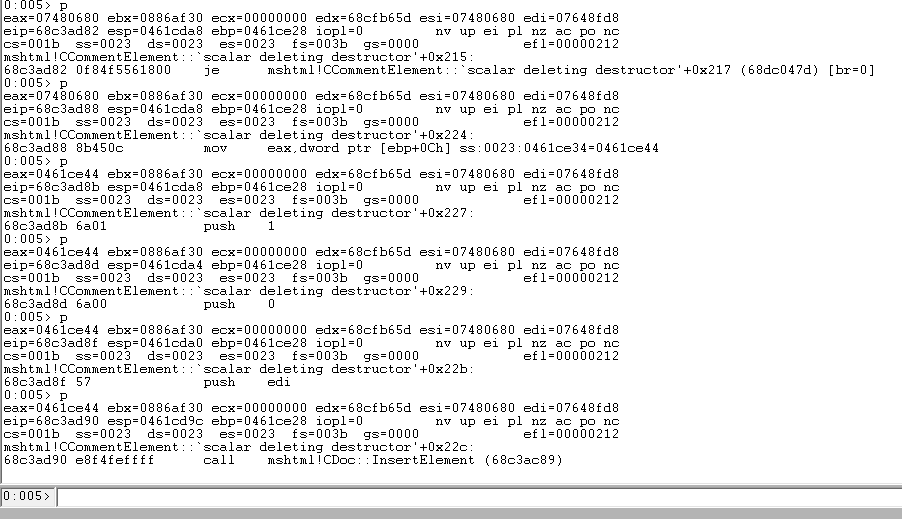 0:005> p
eax=07480680 ebx=0886af30 ecx=00000000 edx=68cfb65d esi=07480680 edi=07648fd8
eip=68c3ad82 esp=0461cda8 ebp=0461ce28 iopl=0         nv up ei pl nz ac po nc
cs=001b  ss=0023  ds=0023  es=0023  fs=003b  gs=0000             efl=00000212
mshtml!CCommentElement::`scalar deleting destructor'+0x215:
68c3ad82 0f84f5561800    je      mshtml!CCommentElement::`scalar deleting destructor'+0x217 (68dc047d) [br=0]
0:005> p
eax=07480680 ebx=0886af30 ecx=00000000 edx=68cfb65d esi=07480680 edi=07648fd8
eip=68c3ad88 esp=0461cda8 ebp=0461ce28 iopl=0         nv up ei pl nz ac po nc
cs=001b  ss=0023  ds=0023  es=0023  fs=003b  gs=0000             efl=00000212
mshtml!CCommentElement::`scalar deleting destructor'+0x224:
68c3ad88 8b450c          mov     eax,dword ptr [ebp+0Ch] ss:0023:0461ce34=0461ce44
0:005> p
eax=0461ce44 ebx=0886af30 ecx=00000000 edx=68cfb65d esi=07480680 edi=07648fd8
eip=68c3ad8b esp=0461cda8 ebp=0461ce28 iopl=0         nv up ei pl nz ac po nc
cs=001b  ss=0023  ds=0023  es=0023  fs=003b  gs=0000             efl=00000212
mshtml!CCommentElement::`scalar deleting destructor'+0x227:
68c3ad8b 6a01            push    1
0:005> p
eax=0461ce44 ebx=0886af30 ecx=00000000 edx=68cfb65d esi=07480680 edi=07648fd8
eip=68c3ad8d esp=0461cda4 ebp=0461ce28 iopl=0         nv up ei pl nz ac po nc
cs=001b  ss=0023  ds=0023  es=0023  fs=003b  gs=0000             efl=00000212
mshtml!CCommentElement::`scalar deleting destructor'+0x229:
68c3ad8d 6a00            push    0
0:005> p
eax=0461ce44 ebx=0886af30 ecx=00000000 edx=68cfb65d esi=07480680 edi=07648fd8
eip=68c3ad8f esp=0461cda0 ebp=0461ce28 iopl=0         nv up ei pl nz ac po nc
cs=001b  ss=0023  ds=0023  es=0023  fs=003b  gs=0000             efl=00000212
mshtml!CCommentElement::`scalar deleting destructor'+0x22b:
68c3ad8f 57              push    edi
0:005> p
eax=0461ce44 ebx=0886af30 ecx=00000000 edx=68cfb65d esi=07480680 edi=07648fd8
eip=68c3ad90 esp=0461cd9c ebp=0461ce28 iopl=0         nv up ei pl nz ac po nc
cs=001b  ss=0023  ds=0023  es=0023  fs=003b  gs=0000             efl=00000212
mshtml!CCommentElement::`scalar deleting destructor'+0x22c:
68c3ad90 e8f4feffff      call    mshtml!CDoc::InsertElement (68c3ac89)
0:005>